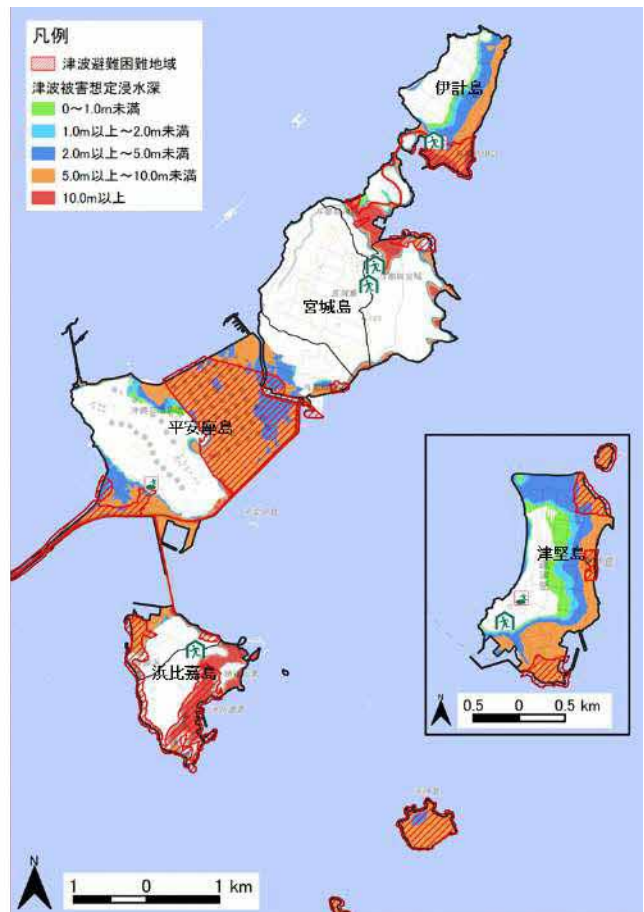 凡例
津波避難困難地域
津波被害想定浸水深
0～1.0m未満
1.0m以上～2.0m未満
2.0m以上～5.0m未満
5.0m以上～10.0m未満
10.0m以上
伊計島
宮城島
平安座島
津堅島
浜比嘉島
N
0.5 0 0.5 km
N
1 0 1 km